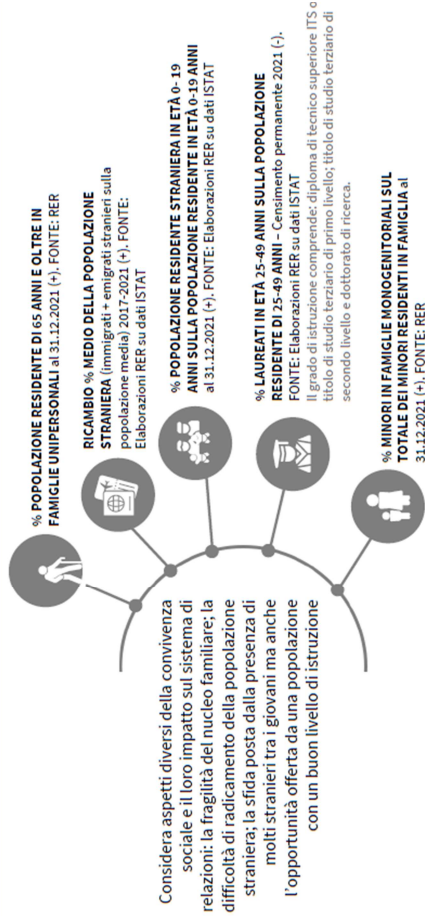 Considera aspetti diversi della convivenza
sociale e il loro impatto sul sistema di
relazioni: la fragilità del nucleo familiare; la
difficoltà di radicamento della popolazione
straniera; la sfida posta dalla presenza di
molti stranieri tra i giovani ma anche
l'opportunità offerta da una popolazione
con un buon livello di istruzione
% POPOLAZIONE RESIDENTE DI 65 ANNI E OLTRE IN
FAMIGLIE UNIPERSONALI al 31.12.2021 (+). FONTE: RER
RICAMBIO % MEDIO DELLA POPOLAZIONE
STRANIERA (immigrati + emigrati stranieri sulla
popolazione media) 2017-2021 (+). FONTE:
Elaborazioni RER su dati ISTAT
% POPOLAZIONE RESIDENTE STRANIERA IN ETÀ 0- 19
ANNI SULLA POPOLAZIONE RESIDENTE IN ETÀ 0-19 ANNI
al 31.12.2021 (+). FONTE: Elaborazioni RER su dati ISTAT
% LAUREATI IN ETÀ 25-49 ANNI SULLA POPOLAZIONE
RESIDENTE DI 25-49 ANNI – Censimento permanente 2021 (-).
FONTE: Elaborazioni RER su dati ISTAT
Il grado di istruzione comprende: diploma di tecnico superiore ITS o
titolo di studio terziario di primo livello; titolo di studio terziario di
secondo livello e dottorato di ricerca.
% MINORI IN FAMIGLIE MONOGENITORIALI SUL
TOTALE DEI MINORI RESIDENTI IN FAMIGLIA al
31.12.2021 (+). FONTE: RER